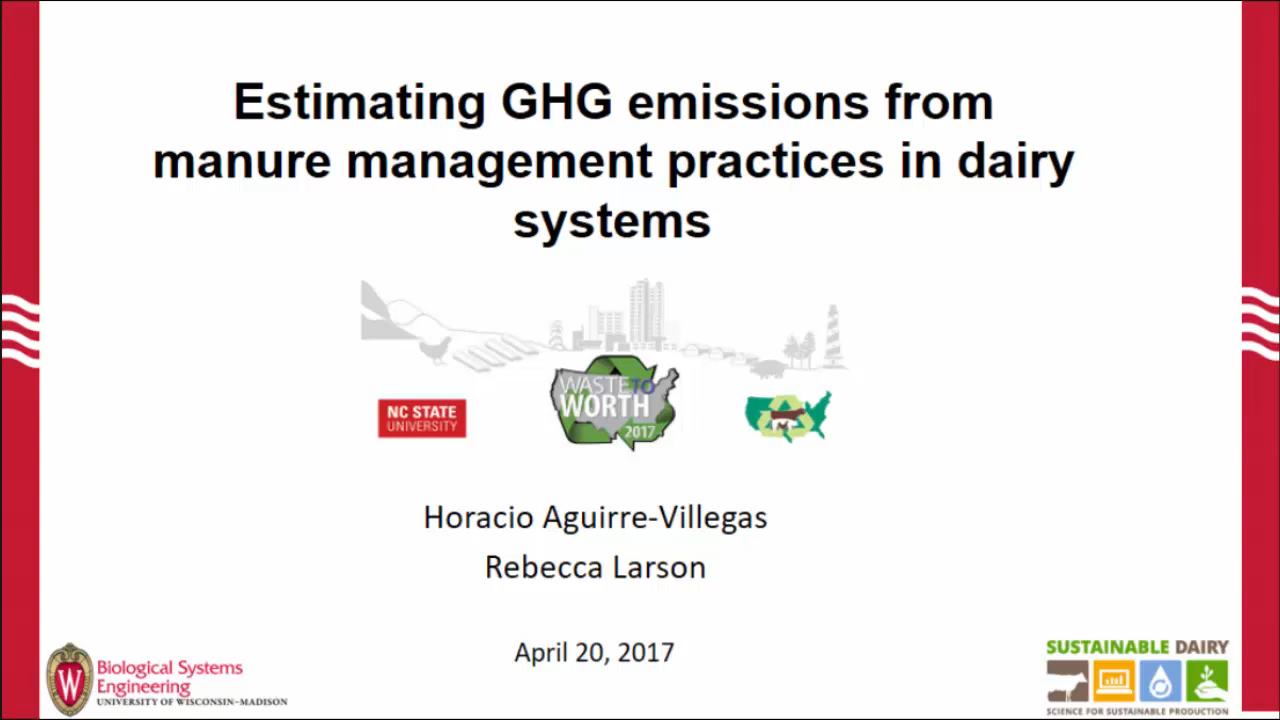 Estimating GHG emissions from
manure management practices in dairy
systems
NC STATE
UNIVERSITY
WASTE TO
WORTH
2017
Horacio Aguirre-Villegas
Rebecca Larson
April 20, 2017
W
Biological Systems
Engineering
UNIVERSITY OF WISCONSIN-MADISON
SUSTAINABLE DAIRY
SCIENCE FOR SUSTAINABLE PRODUCTION